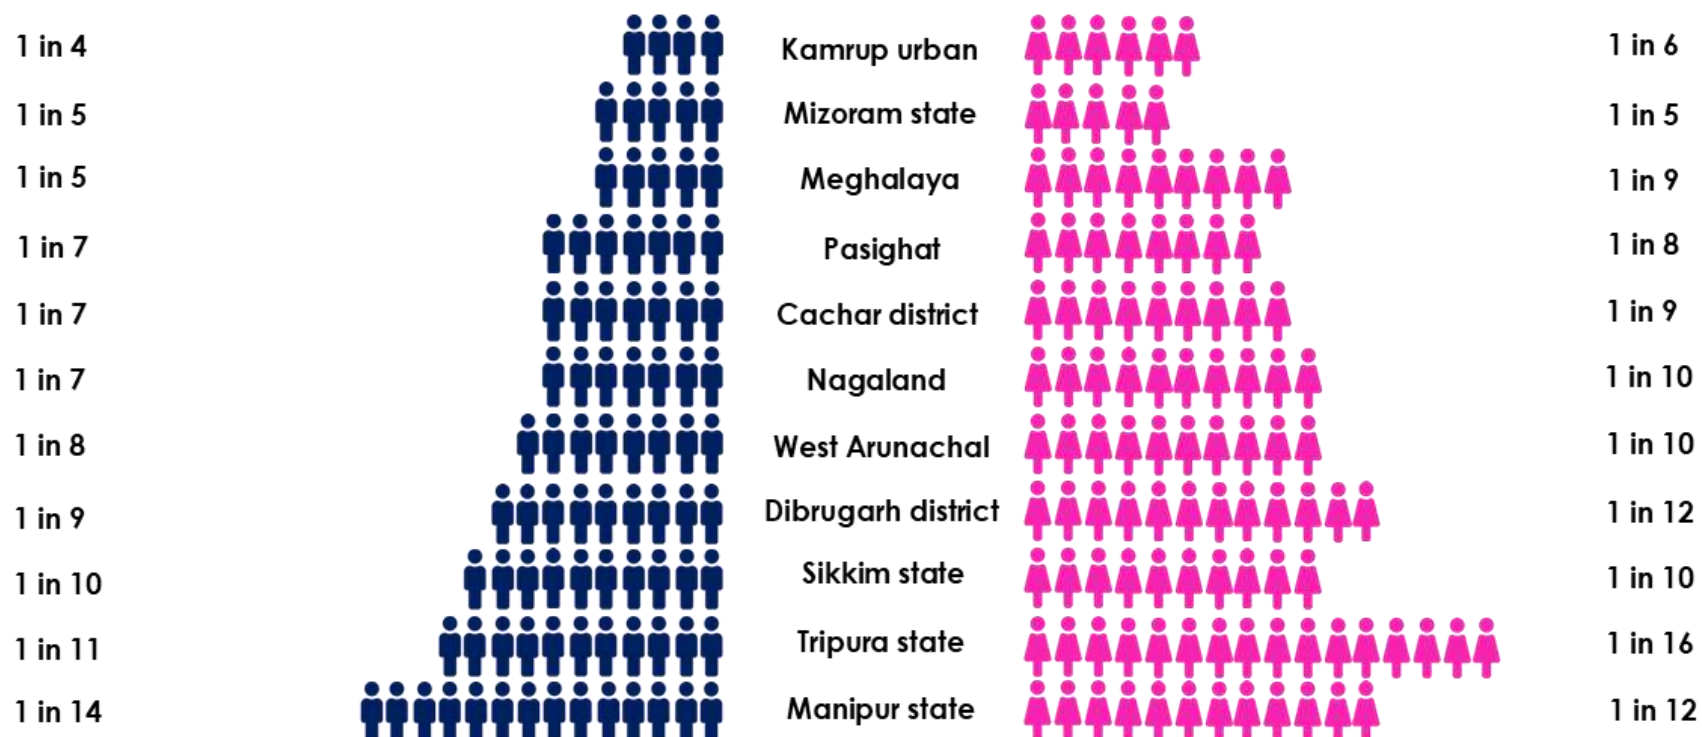 1 in 4 Kamrup urban 1 in 6
1 in 5 Mizoram state 1 in 5
1 in 5 Meghalaya 1 in 9
1 in 7 Pasighat 1 in 8
1 in 7 Cachar district 1 in 9
1 in 7 Nagaland 1 in 10
1 in 8 West Arunachal 1 in 10
1 in 9 Dibrugarh district 1 in 12
1 in 10 Sikkim state 1 in 10
1 in 11 Tripura state 1 in 16
1 in 14 Manipur state 1 in 12